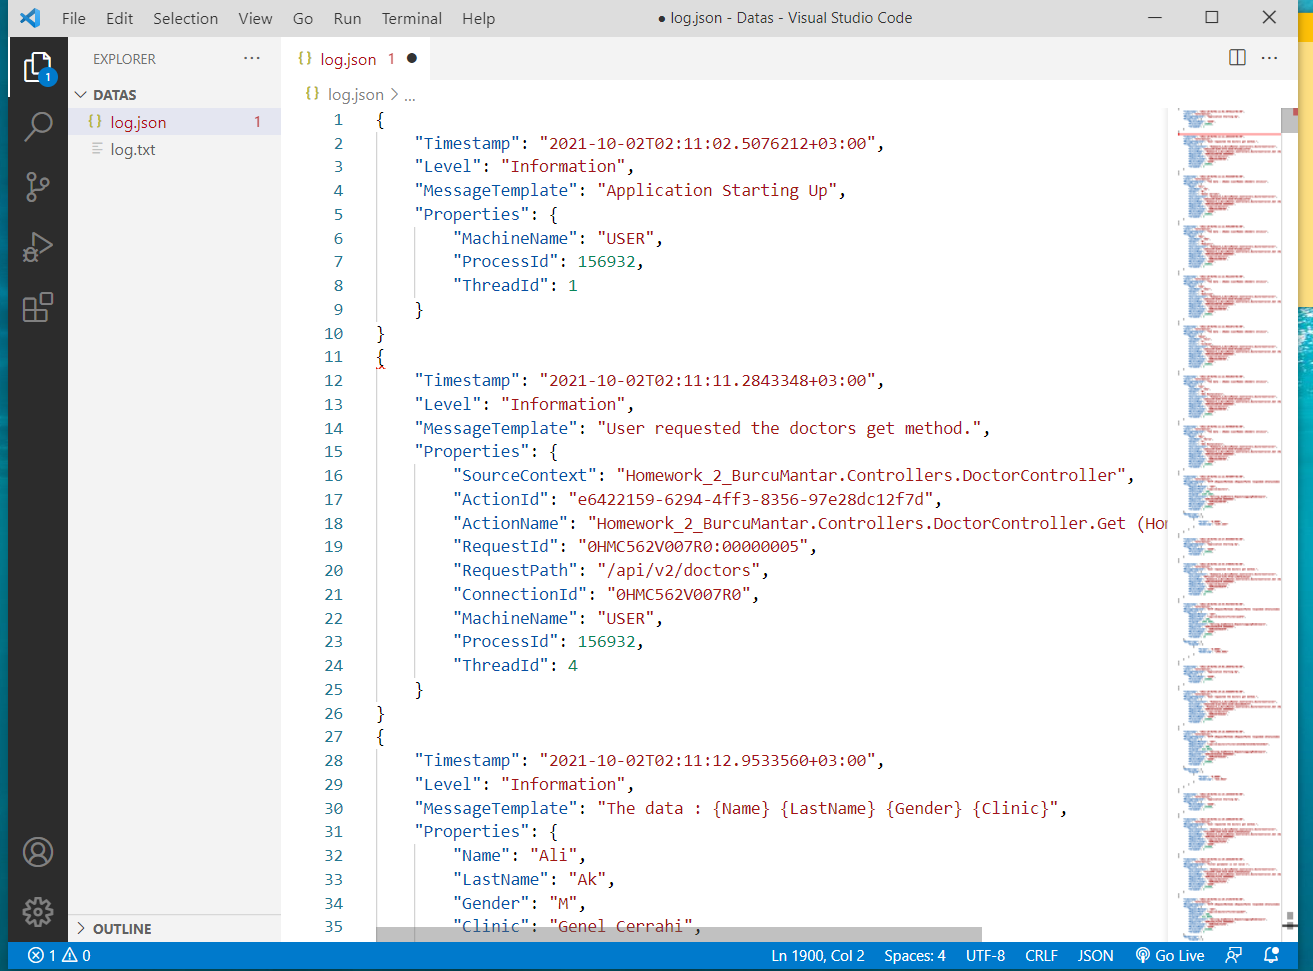 File Edit Selection View Go Run Terminal Help ● log.json - Datas - Visual Studio Code
EXPLORER ···
1
DATAS
{} log.json 1
log.txt
OUTLINE
{} log.json 1 ●
{} log.json > ...
1 {
2 "Timestamp": "2021-10-02T02:11:02.5076212+03:00",
3 "Level": "Information",
4 "MessageTemplate": "Application Starting Up",
5 "Properties": {
6 "MachineName": "USER",
7 "ProcessId": 156932,
8 "ThreadId": 1
9 }
10 }
11 {
12 "Timestamp": "2021-10-02T02:11:11.2843348+03:00",
13 "Level": "Information",
14 "MessageTemplate": "User requested the doctors get method.",
15 "Properties": {
16 "SourceContext": "Homework_2_BurcuMantar.Controllers.DoctorController",
17 "ActionId": "e6422159-6294-4ff3-8356-97e28dc12f7d",
18 "ActionName": "Homework_2_BurcuMantar.Controllers.DoctorController.Get (Hor
19 "RequestId": "0HMC562V007R0:00000005",
20 "RequestPath": "/api/v2/doctors",
21 "ConnectionId": "0HMC562V007R0",
22 "MachineName": "USER",
23 "ProcessId": 156932,
24 "ThreadId": 4
25 }
26 }
27 {
28 "Timestamp": "2021-10-02T02:11:12.9533560+03:00",
29 "Level": "Information",
30 "MessageTemplate": "The data : {Name} {LastName} {Gender} {Clinic}",
31 "Properties": {
32 "Name": "Ali",
33 "LastName": "Ak",
34 "Gender": "M",
35 "Clinic": "Genel Cerrahi",
1 0 Ln 1900, Col 2 Spaces: 4 UTF-8 CRLF JSON Go Live